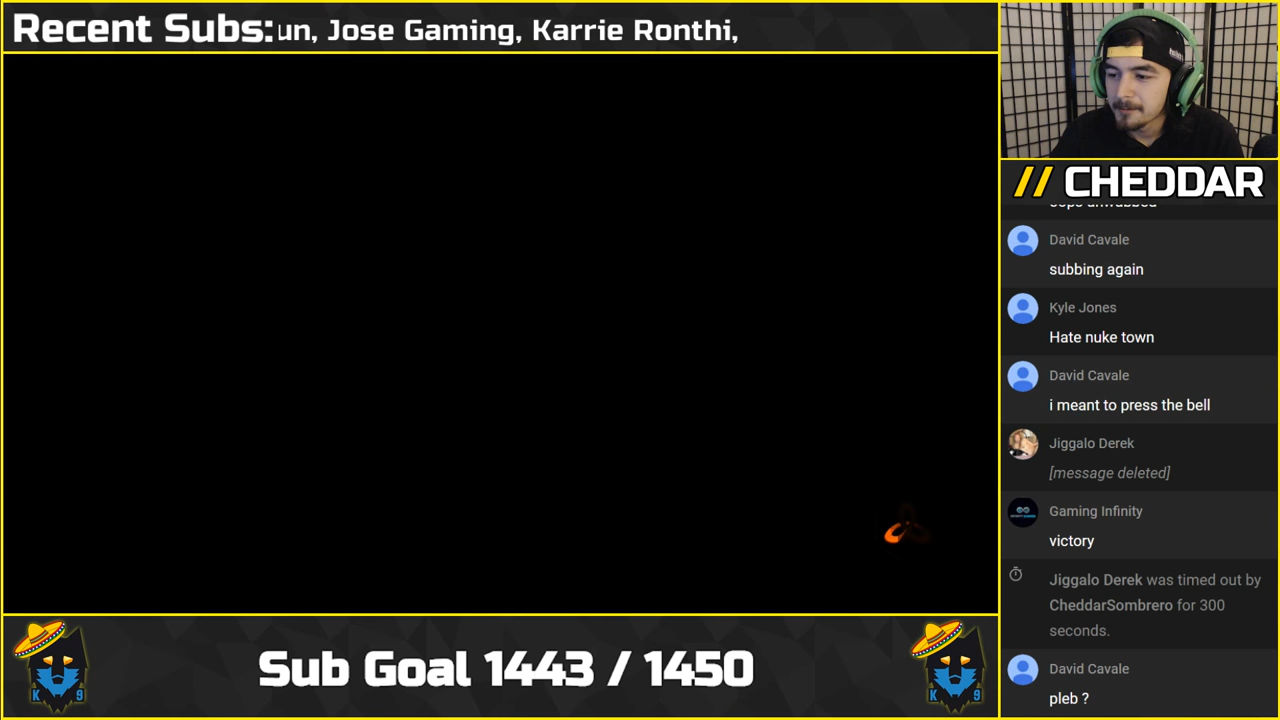 Recent Subs: un, Jose Gaming, Karrie Ronthi,
// CHEDDAR
David Cavale
subbing again
Kyle Jones
Hate nuke town
David Cavale
i meant to press the bell
Jiggalo Derek
[message deleted]
Gaming Infinity
victory
Jiggalo Derek was timed out by
CheddarSombrero for 300
seconds.
David Cavale
pleb ?
K 9
Sub Goal 1443 / 1450
K 9